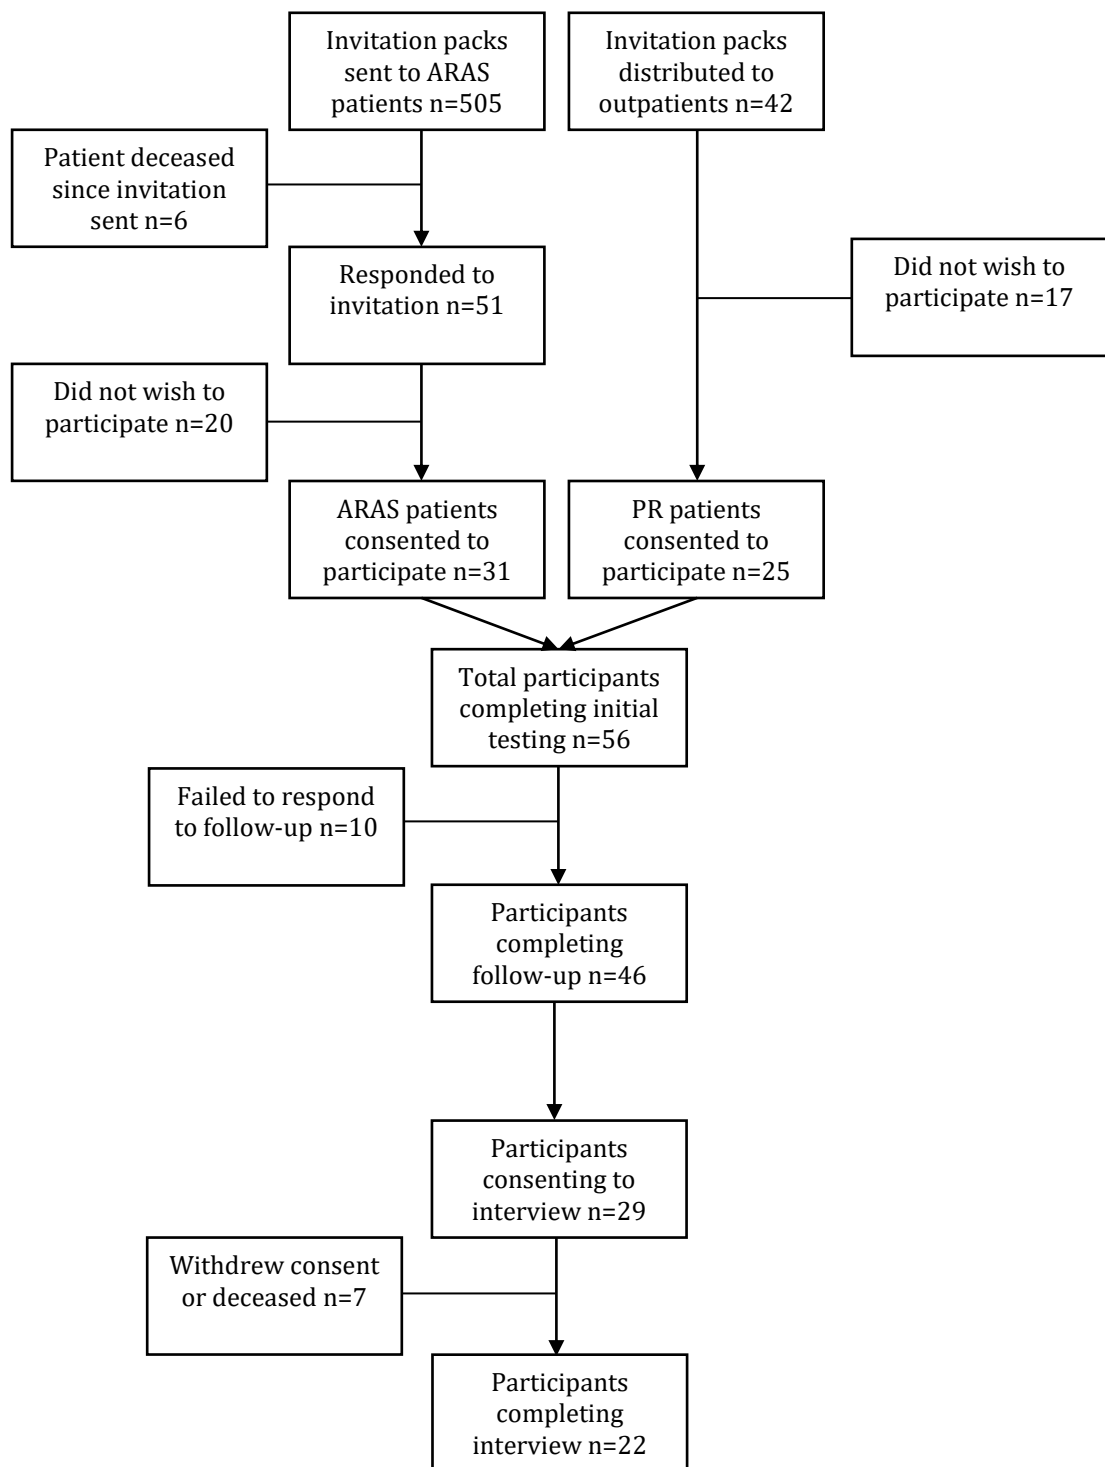 Invitation packs
sent to ARAS
patients n=505
Invitation packs
distributed to
outpatients n=42
Patient deceased
since invitation
sent n=6
Responded to
invitation n=51
Did not wish to
participate n=17
Did not wish to
participate n=20
ARAS patients
consented to
participate n=31
PR patients
consented to
participate n=25
Total participants
completing initial
testing n=56
Failed to respond
to follow-up n=10
Participants
completing
follow-up n=46
Participants
consenting to
interview n=29
Withdrew consent
or deceased n=7
Participants
completing
interview n=22